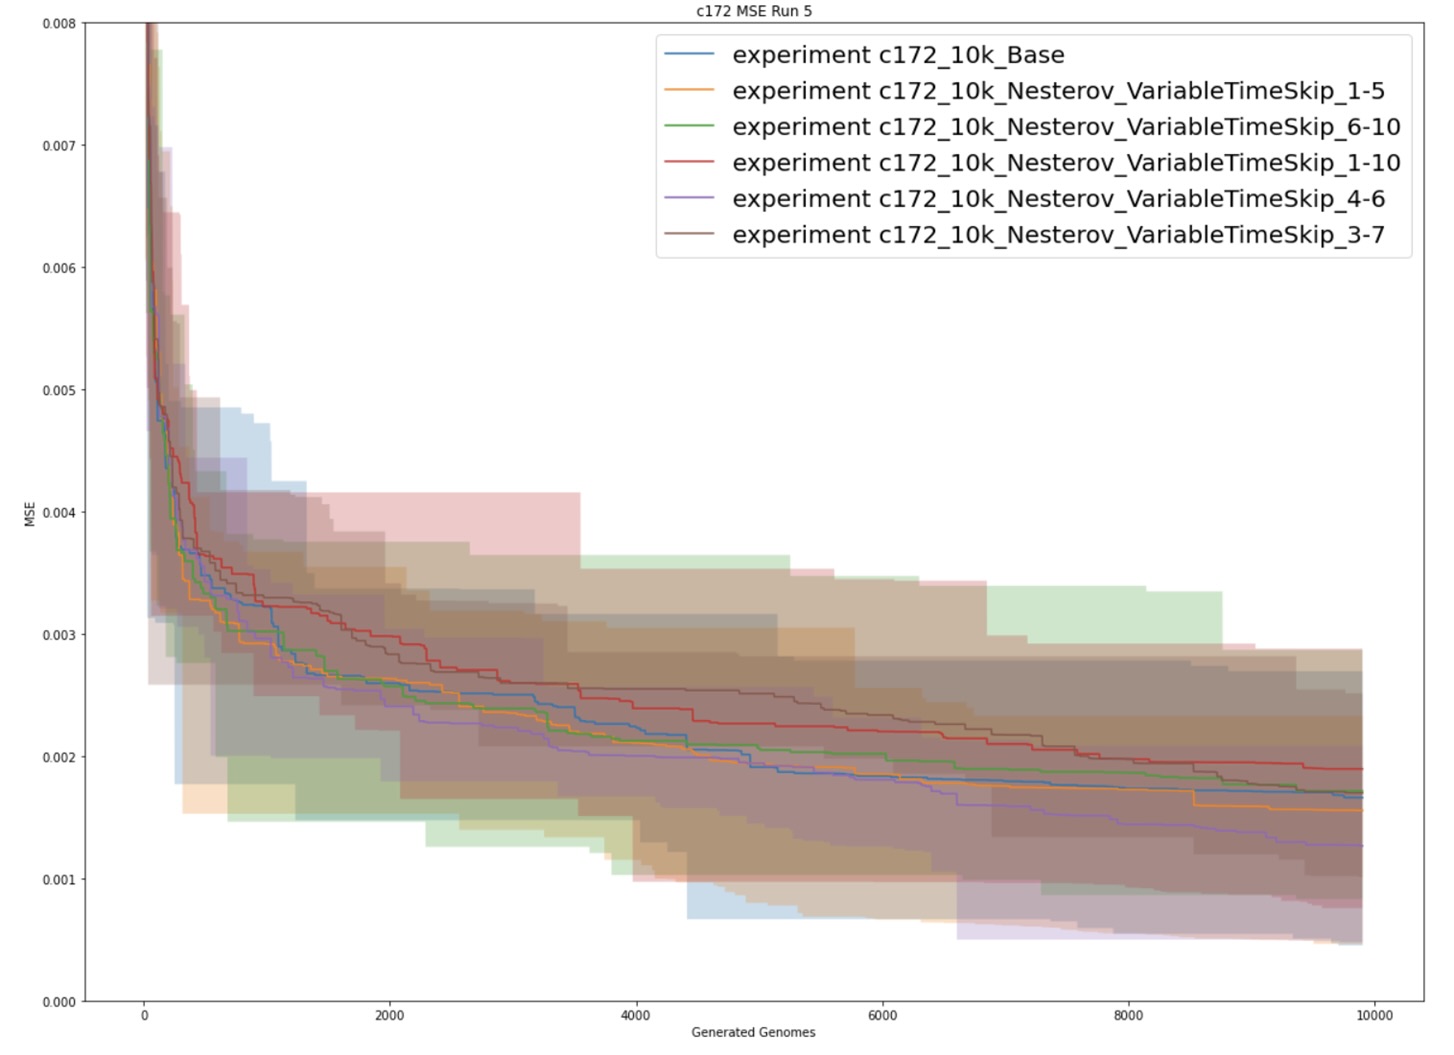 c172 MSE Run 5
0.008
0.007
0.006
0.005
0.004
0.003
0.002
0.001
0.000
MSE
experiment c172_10k_Base
experiment c172_10k_Nesterov_VariableTimeSkip_1-5
experiment c172_10k_Nesterov_VariableTimeSkip_6-10
experiment c172_10k_Nesterov_VariableTimeSkip_1-10
experiment c172_10k_Nesterov_VariableTimeSkip_4-6
experiment c172_10k_Nesterov_VariableTimeSkip_3-7
0 2000 4000 6000 8000 10000
Generated Genomes